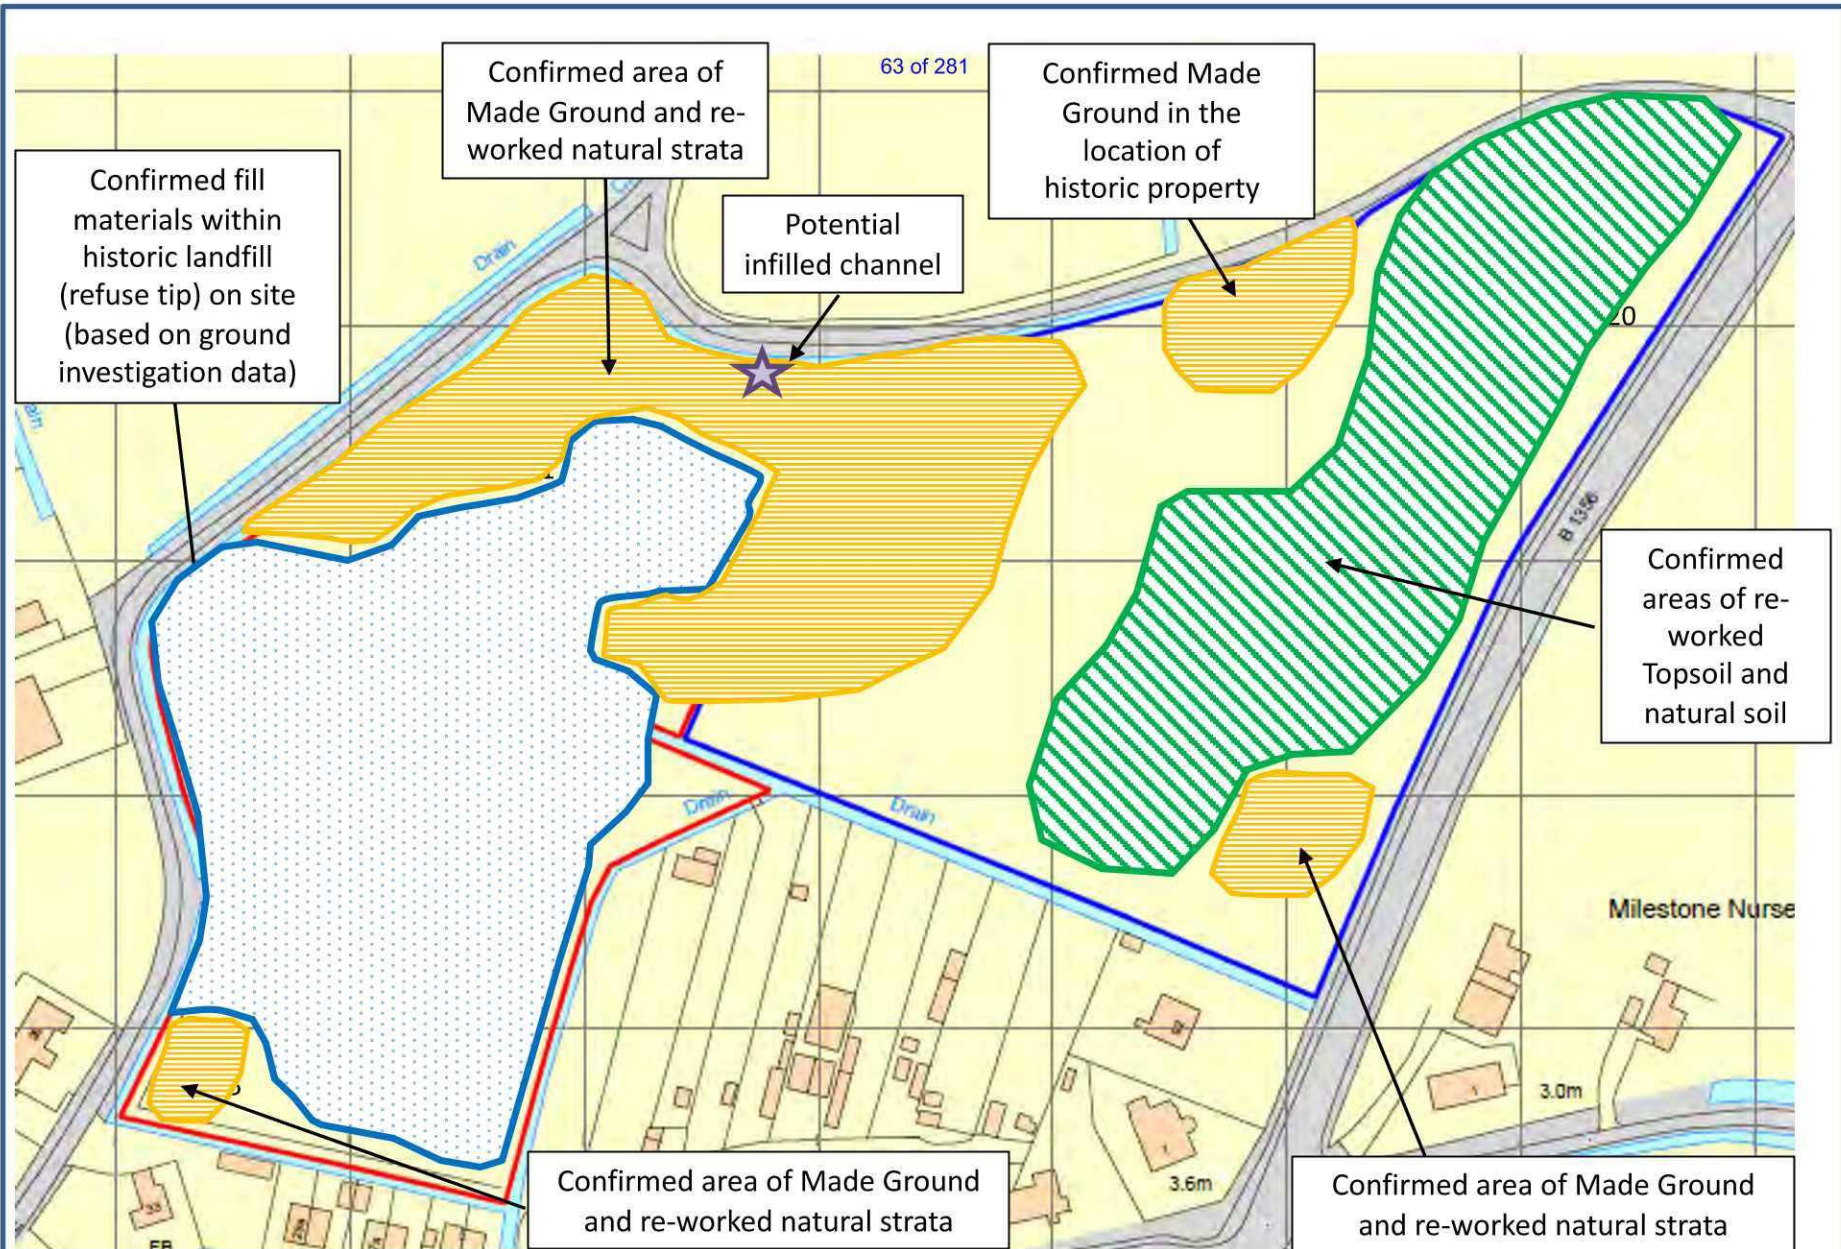 63 of 281
Confirmed area of
Made Ground and re-
worked natural strata
Confirmed Made
Ground in the
location of
historic property
Confirmed fill
materials within
historic landfill
(refuse tip) on site
(based on ground
investigation data)
Potential
infilled channel
Drain
20
B 1356
Confirmed
areas of re-
worked
Topsoil and
natural soil
Drain
Drain
Milestone Nurse
3.0m
3.6m
1
1
33
Confirmed area of Made Ground
and re-worked natural strata
Confirmed area of Made Ground
and re-worked natural strata